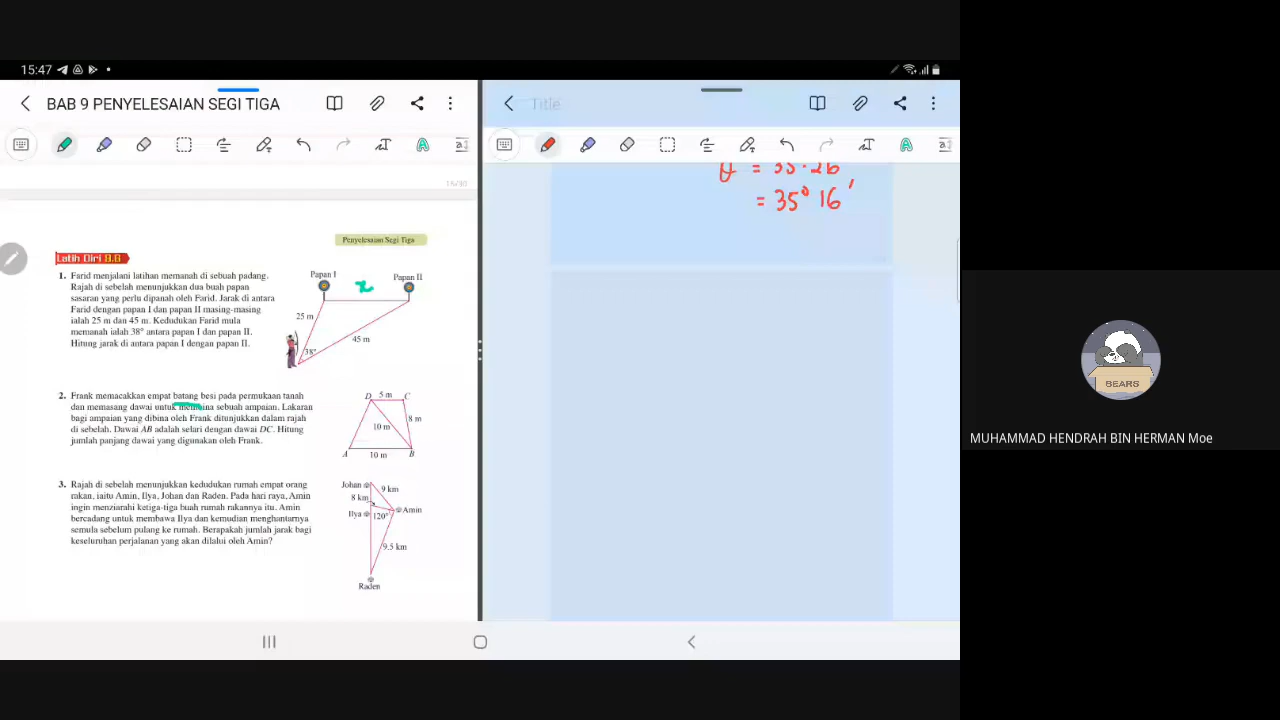 15:47
BAB 9 PENYELESAIAN SEGI TIGA
Title
15/30
= 35.26
= 35° 16'
Penyelesaian Segi Tiga
Latih Diri 9.6
1. Farid menjalani latihan memanah di sebuah padang.
Rajah di sebelah menunjukkan dua buah papan
sasaran yang perlu dipanah oleh Farid. Jarak di antara
Farid dengan papan I dan papan II masing-masing
ialah 25 m dan 45 m. Kedudukan Farid mula
memanah ialah 38° antara papan I dan papan II.
Hitung jarak di antara papan I dengan papan II.
Papan I
x
Papan II
25 m
45 m
38°
2. Frank memacakkan empat batang besi pada permukaan tanah
dan memasang dawai untuk membina sebuah ampaian. Lakaran
bagi ampaian yang dibina oleh Frank ditunjukkan dalam rajah
di sebelah. Dawai AB adalah selari dengan dawai DC. Hitung
jumlah panjang dawai yang digunakan oleh Frank.
D 5 m C
8 m
10 m
A 10 m B
3. Rajah di sebelah menunjukkan kedudukan rumah empat orang
rakan, iaitu Amin, Ilya, Johan dan Raden. Pada hari raya, Amin
ingin menziarahi ketiga-tiga buah rumah rakannya itu. Amin
bercadang untuk membawa Ilya dan kemudian menghantarnya
semula sebelum pulang ke rumah. Berapakah jumlah jarak bagi
keseluruhan perjalanan yang akan dilalui oleh Amin?
Johan
9 km
8 km
Amin
Ilya 120°
9.5 km
Raden
BEARS
MUHAMMAD HENDRAH BIN HERMAN Moe